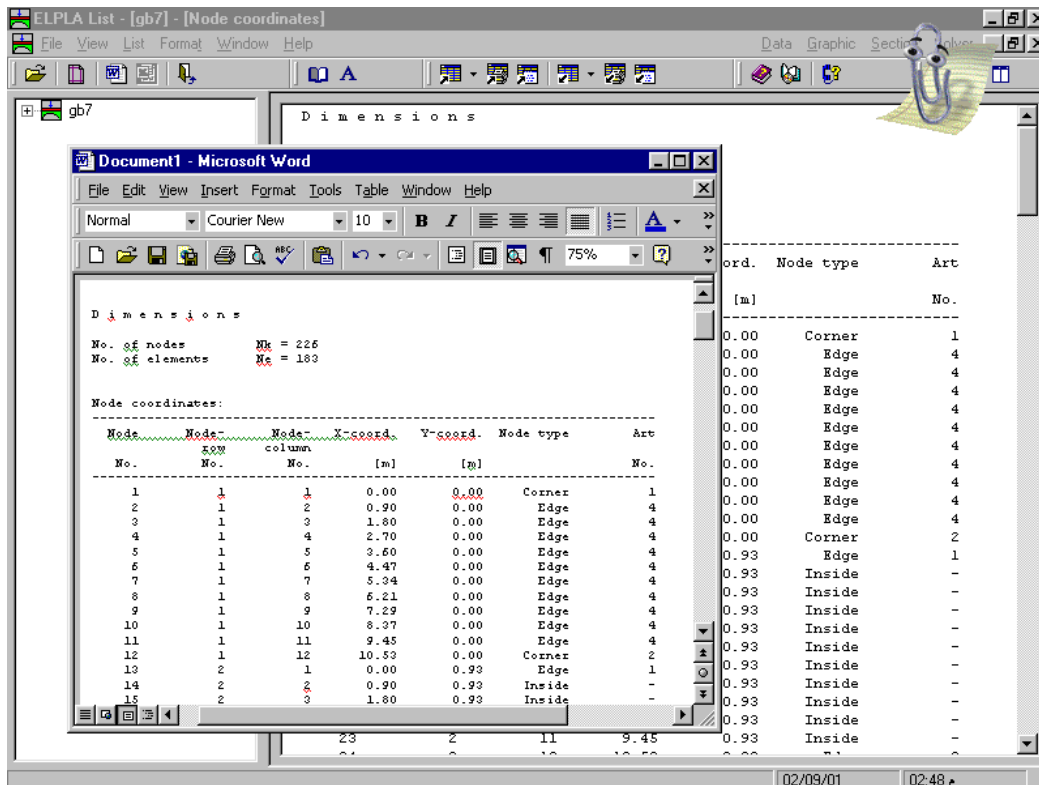 ELPLA List - [gb7] - [Node coordinates]
File View List Format Window Help Data Graphic
A
gb7
D i m e n s i o n s
Document1 - Microsoft Word
File Edit View Insert Format Tools Table Window Help
Normal Courier New 10 B I A
ABC 75%
D i m e n s i o n s
No. of nodes Nk = 226
No. of elements Ne = 183
Node coordinates:
Node Node- Node- X-coord. Y-coord. Node type Art
row column
No. No. No. [m] [m] No.
1 1 1 0.00 0.00 Corner 1
2 1 2 0.90 0.00 Edge 4
3 1 3 1.80 0.00 Edge 4
4 1 4 2.70 0.00 Edge 4
5 1 5 3.60 0.00 Edge 4
6 1 6 4.47 0.00 Edge 4
7 1 7 5.34 0.00 Edge 4
8 1 8 6.21 0.00 Edge 4
9 1 9 7.29 0.00 Edge 4
10 1 10 8.37 0.00 Edge 4
11 1 11 9.45 0.00 Edge 4
12 1 12 10.53 0.00 Corner 2
13 2 1 0.00 0.93 Edge 1
14 2 2 0.90 0.93 Inside -
15 2 3 1.80 0.93 Inside -
ord. Node type Art
[m] No.
0.00 Corner 1
0.00 Edge 4
0.00 Edge 4
0.00 Edge 4
0.00 Edge 4
0.00 Edge 4
0.00 Edge 4
0.00 Edge 4
0.00 Edge 4
0.00 Edge 4
0.00 Edge 4
0.00 Corner 2
0.93 Edge 1
0.93 Inside -
0.93 Inside -
0.93 Inside -
0.93 Inside -
0.93 Inside -
0.93 Inside -
0.93 Inside -
0.93 Inside -
0.93 Inside -
23 2 11 9.45 0.93 Inside -
02/09/01 02:48 م